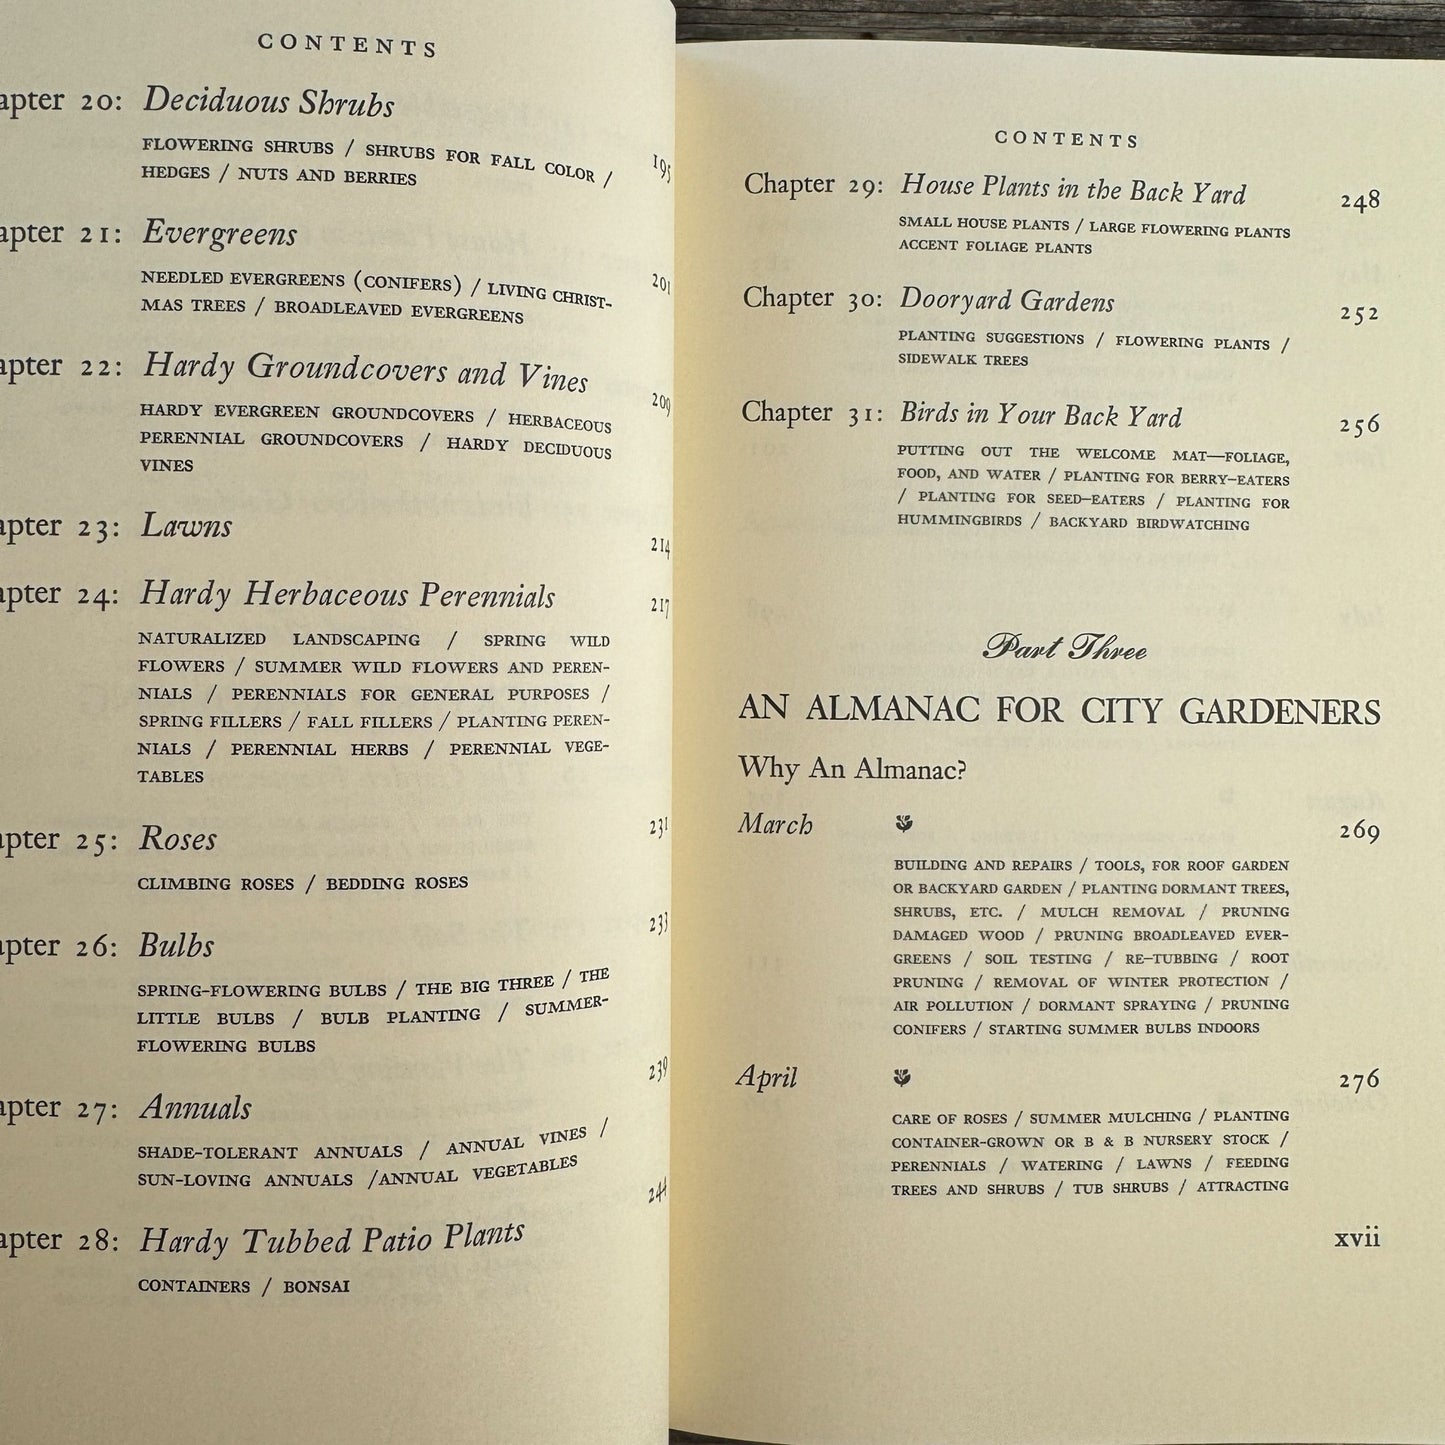 CONTENTS
apter 20: Deciduous Shrubs 195
FLOWERING SHRUBS / SHRUBS FOR FALL COLOR /
HEDGES / NUTS AND BERRIES
apter 21: Evergreens 201
NEEDLED EVERGREENS (CONIFERS) / LIVING CHRIST-
MAS TREES / BROADLEAVED EVERGREENS
apter 22: Hardy Groundcovers and Vines 209
HARDY EVERGREEN GROUNDCOVERS / HERBACEOUS
PERENNIAL GROUNDCOVERS / HARDY DECIDUOUS
VINES
apter 23: Lawns 214
apter 24: Hardy Herbaceous Perennials 217
NATURALIZED LANDSCAPING / SPRING WILD
FLOWERS / SUMMER WILD FLOWERS AND PEREN-
NIALS / PERENNIALS FOR GENERAL PURPOSES /
SPRING FILLERS / FALL FILLERS / PLANTING PEREN-
NIALS / PERENNIAL HERBS / PERENNIAL VEGE-
TABLES
apter 25: Roses 231
CLIMBING ROSES / BEDDING ROSES
apter 26: Bulbs 233
SPRING-FLOWERING BULBS / THE BIG THREE / THE
LITTLE BULBS / BULB PLANTING / SUMMER-
FLOWERING BULBS
apter 27: Annuals 239
SHADE-TOLERANT ANNUALS / ANNUAL VINES /
SUN-LOVING ANNUALS /ANNUAL VEGETABLES
apter 28: Hardy Tubbed Patio Plants 244
CONTAINERS / BONSAI
CONTENTS
Chapter 29: House Plants in the Back Yard 248
SMALL HOUSE PLANTS / LARGE FLOWERING PLANTS
ACCENT FOLIAGE PLANTS
Chapter 30: Dooryard Gardens 252
PLANTING SUGGESTIONS / FLOWERING PLANTS /
SIDEWALK TREES
Chapter 31: Birds in Your Back Yard 256
PUTTING OUT THE WELCOME MAT—FOLIAGE,
FOOD, AND WATER / PLANTING FOR BERRY-EATERS
/ PLANTING FOR SEED-EATERS / PLANTING FOR
HUMMINGBIRDS / BACKYARD BIRDWATCHING
Part Three
AN ALMANAC FOR CITY GARDENERS
Why An Almanac?
March 269
BUILDING AND REPAIRS / TOOLS, FOR ROOF GARDEN
OR BACKYARD GARDEN / PLANTING DORMANT TREES,
SHRUBS, ETC. / MULCH REMOVAL / PRUNING
DAMAGED WOOD / PRUNING BROADLEAVED EVER-
GREENS / SOIL TESTING / RE-TUBBING / ROOT
PRUNING / REMOVAL OF WINTER PROTECTION /
AIR POLLUTION / DORMANT SPRAYING / PRUNING
CONIFERS / STARTING SUMMER BULBS INDOORS
April 276
CARE OF ROSES / SUMMER MULCHING / PLANTING
CONTAINER-GROWN OR B & B NURSERY STOCK /
PERENNIALS / WATERING / LAWNS / FEEDING
TREES AND SHRUBS / TUB SHRUBS / ATTRACTING
xvii